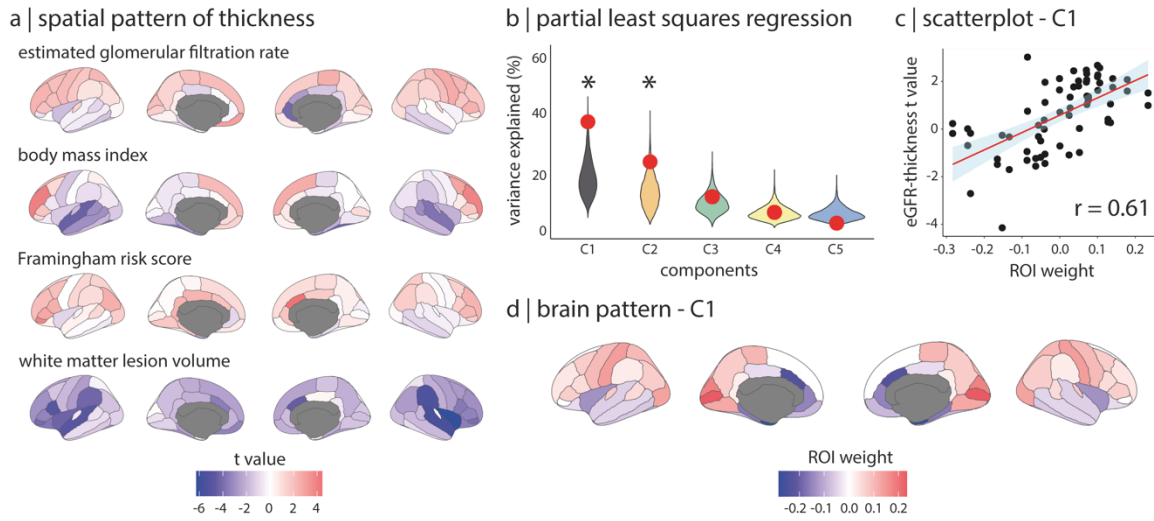 a | spatial pattern of thickness
estimated glomerular filtration rate
body mass index
Framingham risk score
white matter lesion volume
t value
-6 -4 -2 0 2 4
b | partial least squares regression
variance explained (%)
60
40
20
0
* *
C1 C2 C3 C4 C5
components
c | scatterplot - C1
eGFR-thickness t value
2
0
-2
-4
r = 0.61
-0.3 -0.2 -0.1 0.0 0.1 0.2
ROI weight
d | brain pattern - C1
ROI weight
-0.2 -0.1 0.0 0.1 0.2